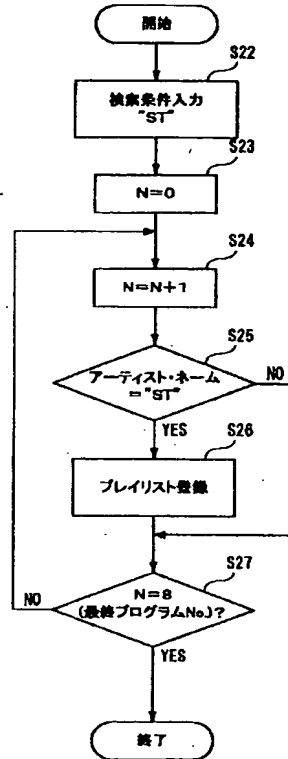 開始
S22
検索条件入力
"ST"
S23
N=0
S24
N=N+1
S25
アーティスト・ネーム
="ST"
NO
YES
S26
プレイリスト登録
S27
N=8
(最終プログラムNo.)?
NO
YES
終了